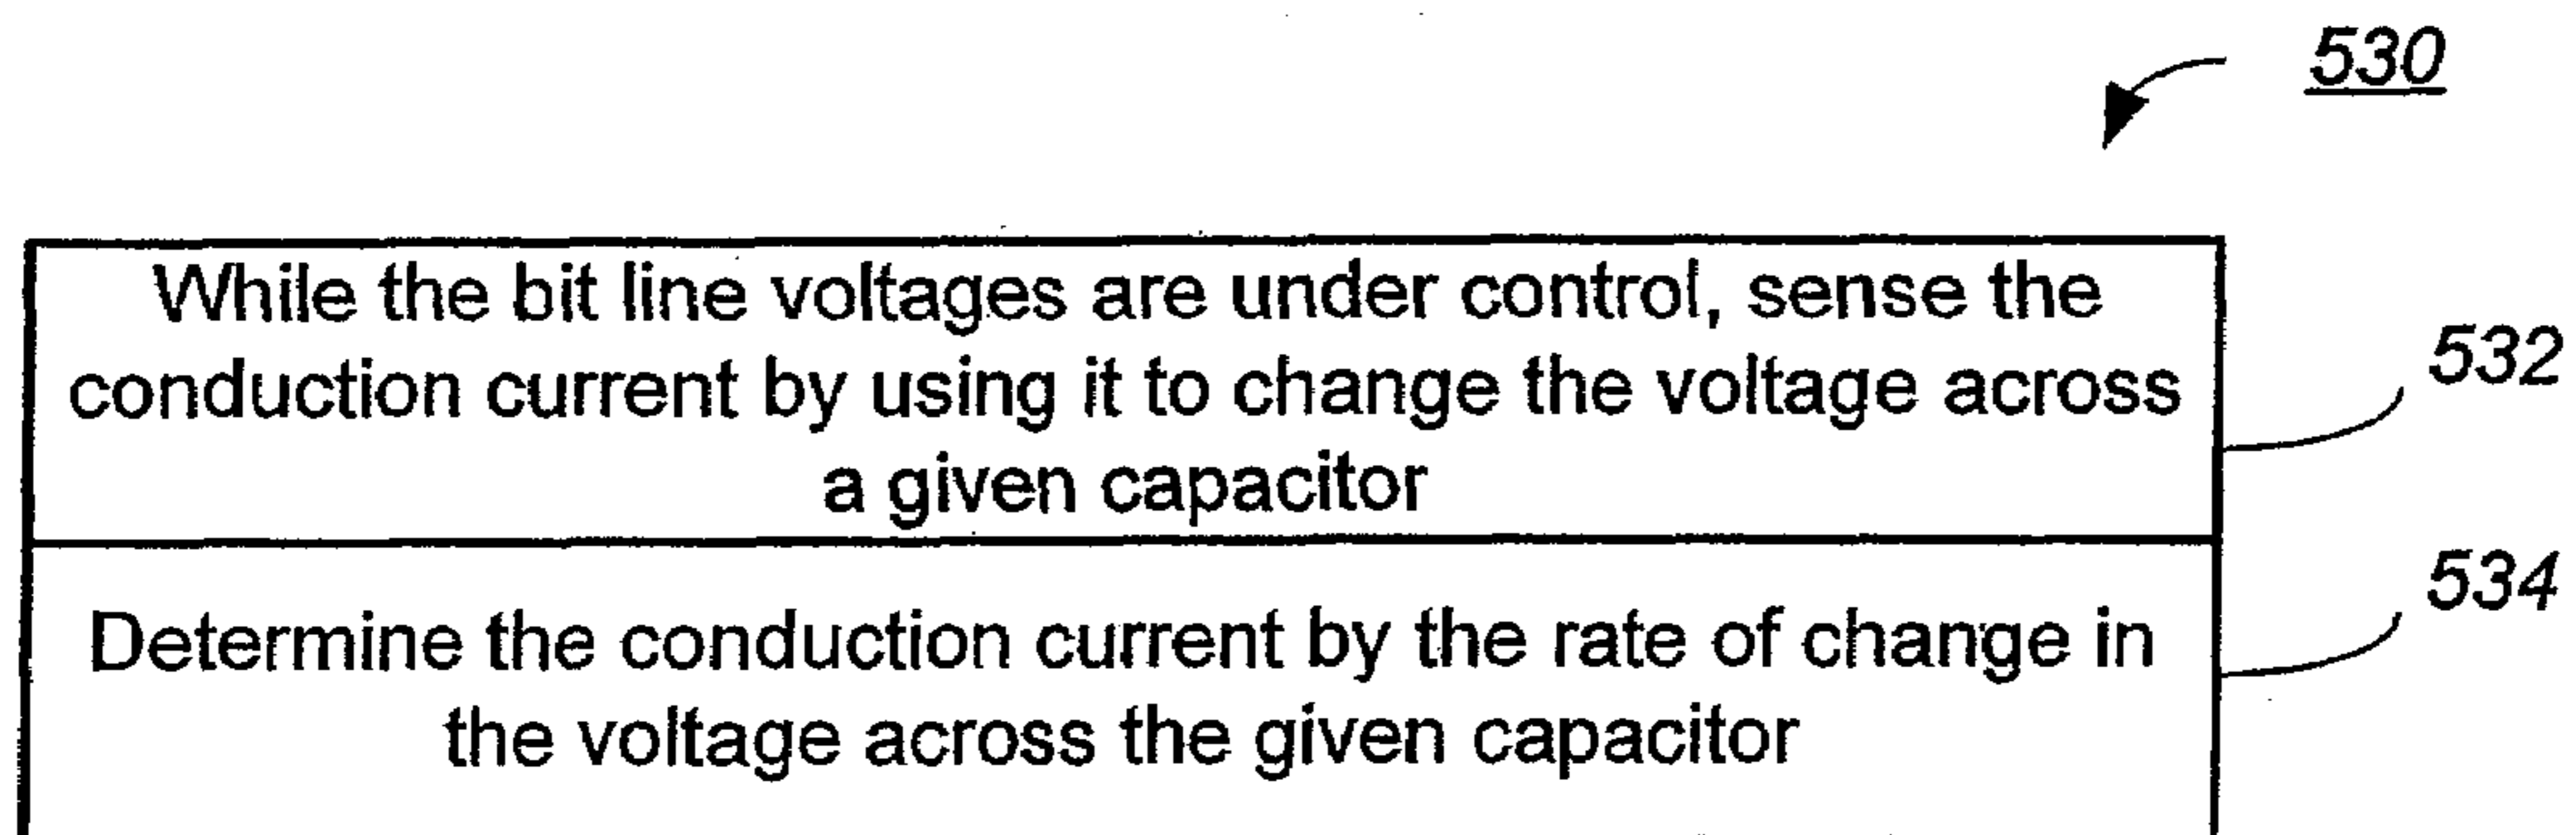 530
While the bit line voltages are under control, sense the
conduction current by using it to change the voltage across
a given capacitor
532
Determine the conduction current by the rate of change in
the voltage across the given capacitor
534